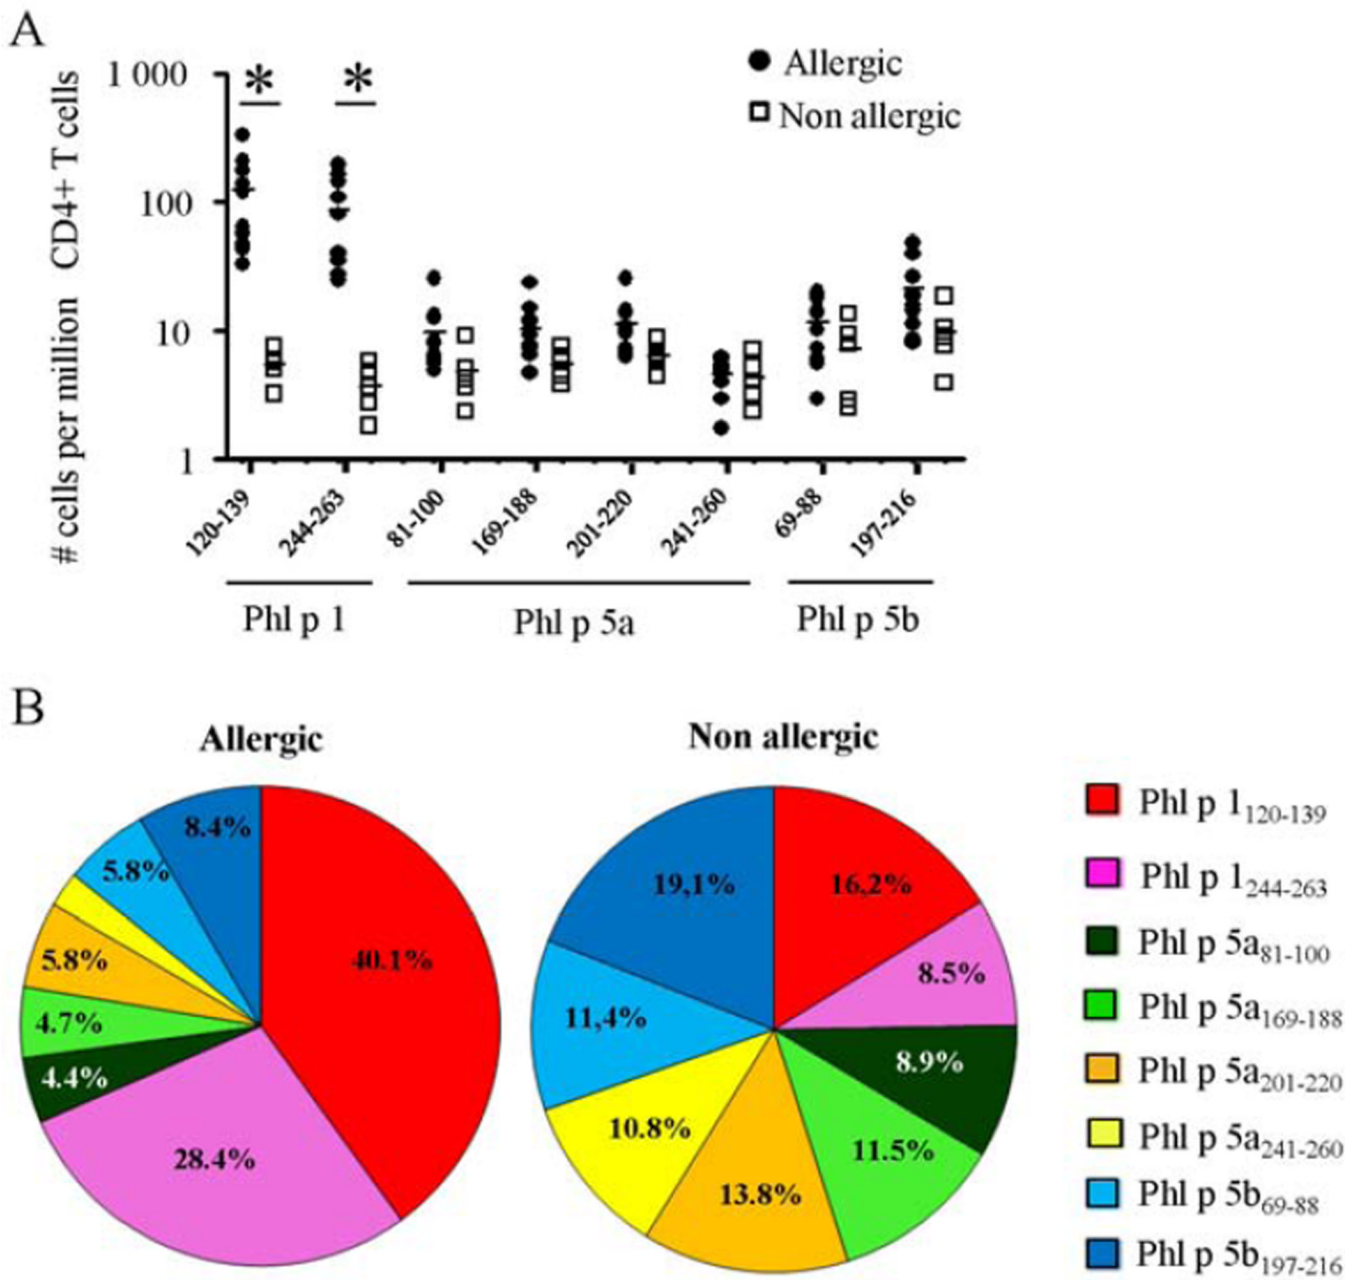 A
# cells per million CD4+ T cells
1 000
100
10
1
* *
Allergic
Non allergic
120-139
244-263
81-100
169-188
201-220
241-260
69-88
197-216
Phl p 1
Phl p 5a
Phl p 5b
B
Allergic
8.4%
5.8%
5.8%
4.7%
4.4%
28.4%
40.1%
Non allergic
19,1%
16,2%
8.5%
11,4%
8.9%
10.8%
11.5%
13.8%
Phl p 1120-139
Phl p 1244-263
Phl p 5a81-100
Phl p 5a169-188
Phl p 5a201-220
Phl p 5a241-260
Phl p 5b69-88
Phl p 5b197-216